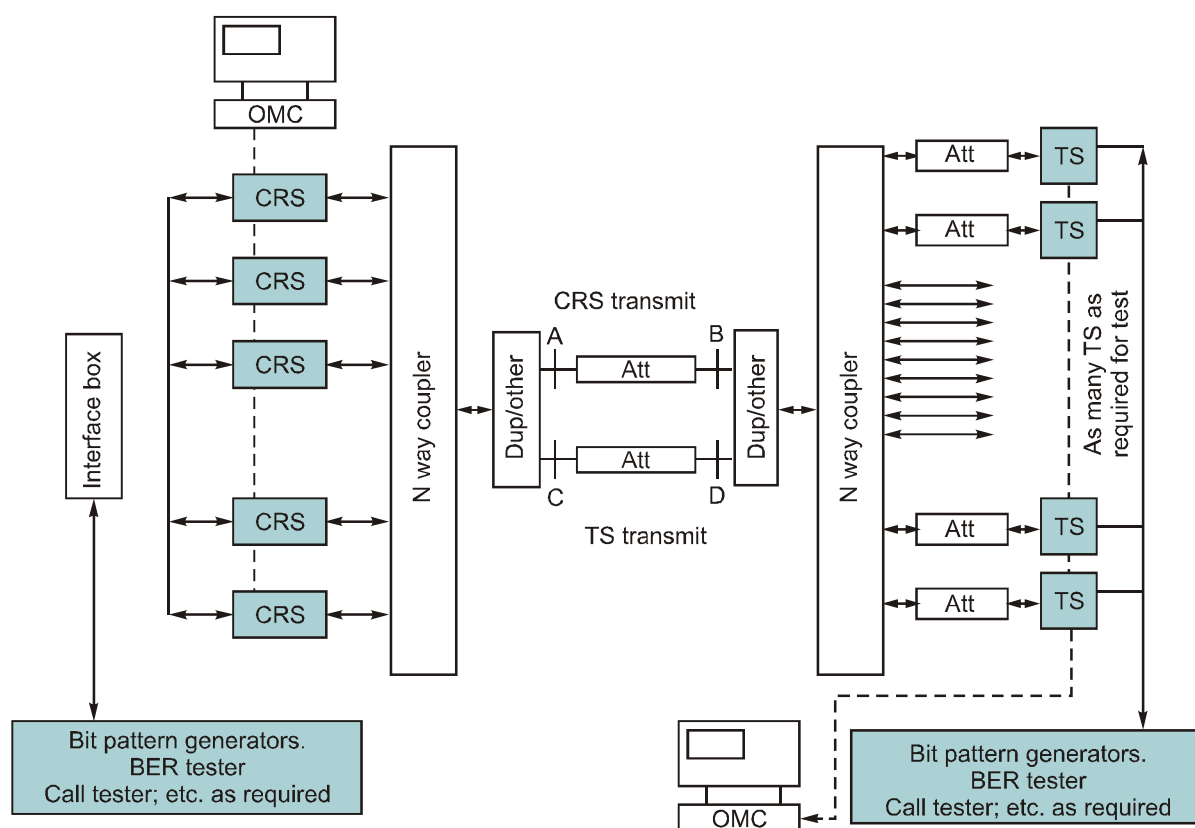 OMC
CRS
CRS
CRS
CRS
CRS
Interface box
N way coupler
Bit pattern generators.
BER tester
Call tester; etc. as required
CRS transmit
A
B
Att
Dup/other
Dup/other
Att
C
D
TS transmit
N way coupler
Att
TS
Att
TS
As many TS as
required for test
Att
TS
Att
TS
OMC
Bit pattern generators.
BER tester
Call tester; etc. as required